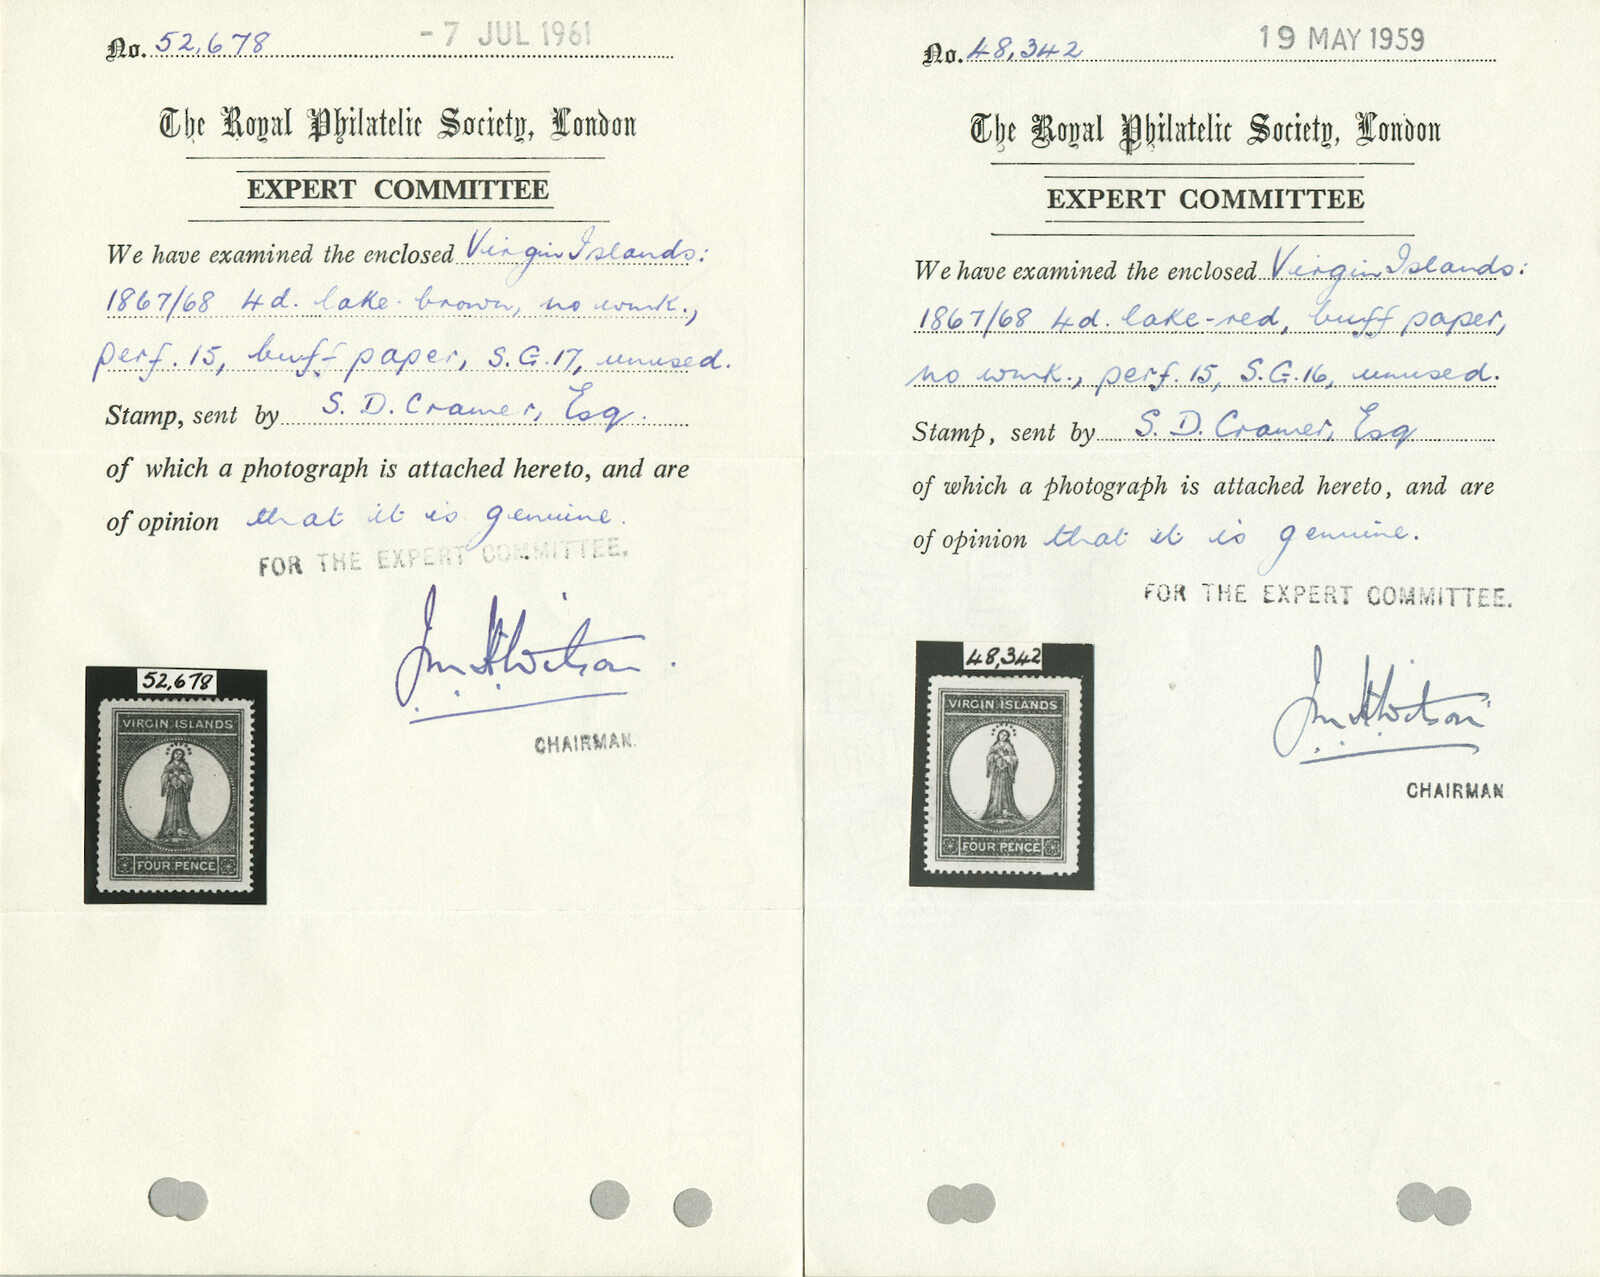 No. 52,678 - 7 JUL 1961
The Royal Philatelic Society, London
EXPERT COMMITTEE
We have examined the enclosed Virgin Islands:
1867/68 4d. lake-brown, no wmk.,
perf. 15, buff paper, S.G. 17, unused.
Stamp, sent by S. D. Cramer, Esq.
of which a photograph is attached hereto, and are
of opinion that it is genuine.
FOR THE EXPERT COMMITTEE.
Jn H Wilson.
CHAIRMAN.
52,678
VIRGIN ISLANDS
FOUR PENCE
No. 48,342 19 MAY 1959
The Royal Philatelic Society, London
EXPERT COMMITTEE
We have examined the enclosed Virgin Islands:
1867/68 4d. lake-red, buff paper,
no wmk., perf. 15, S.G. 16, unused.
Stamp, sent by S. D. Cramer, Esq
of which a photograph is attached hereto, and are
of opinion that it is genuine.
FOR THE EXPERT COMMITTEE.
Jn H Wilson
CHAIRMAN
48,342
VIRGIN ISLANDS
FOUR PENCE